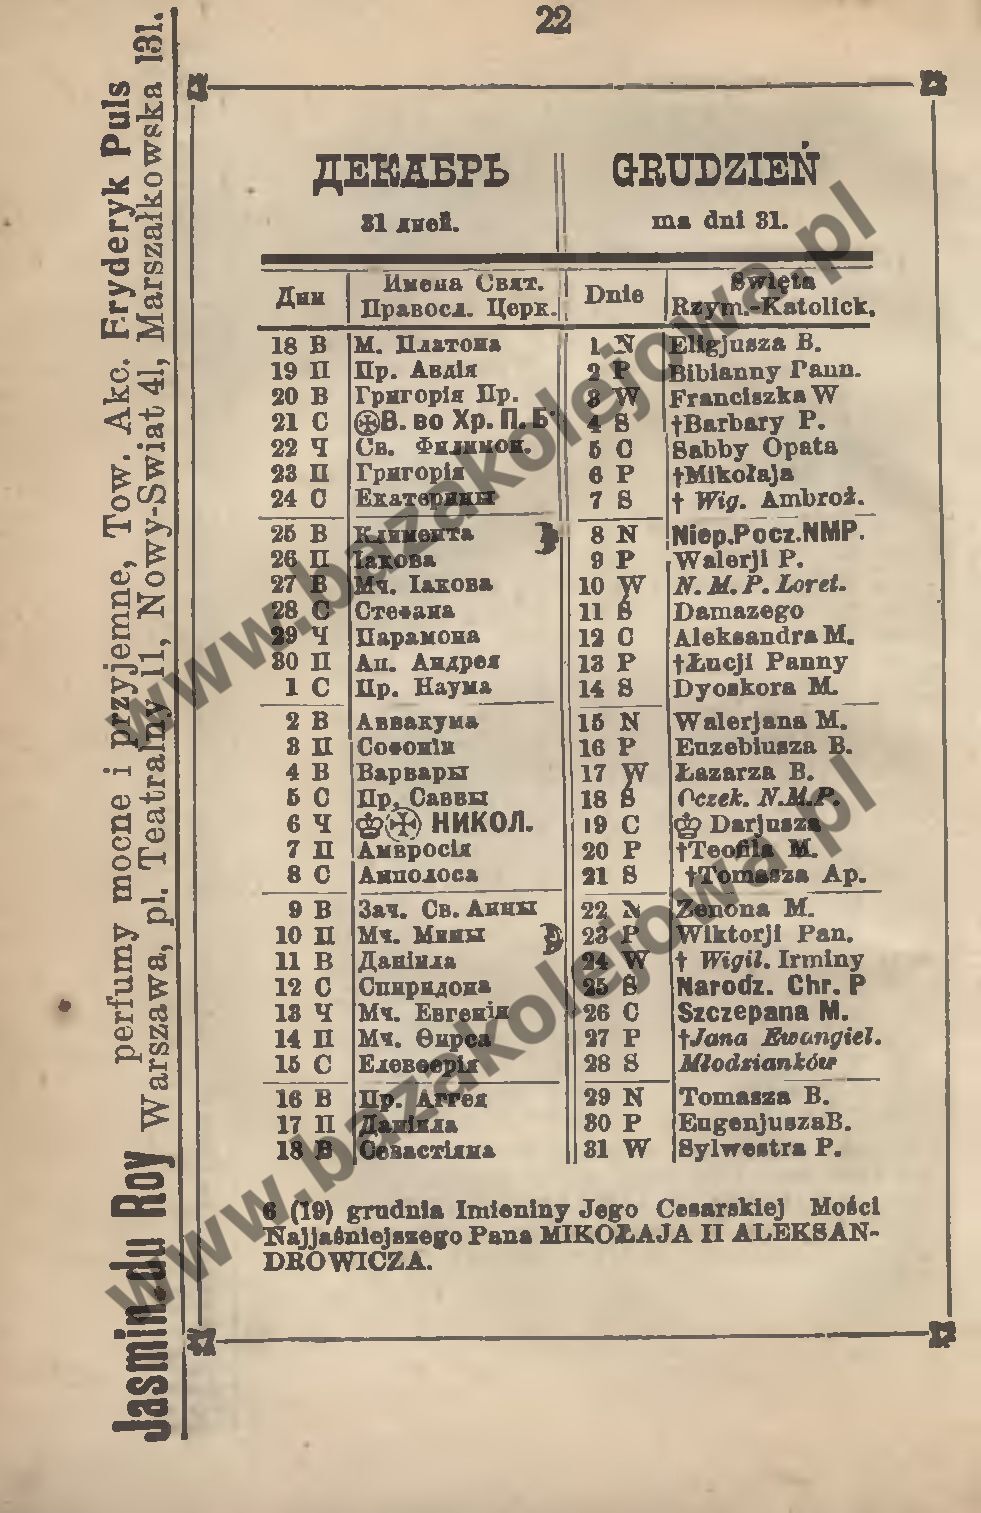 22
Jasmin du Roy perfumy mocne i przyjemne, Tow. Akc. Fryderyk Puls
Warszawa, pl. Teatralny 11, Nowy-Świat 41, Marszałkowska 131.
ДЕКАБРЬ GRUDZIEŃ
31 дней. ma dni 31.
Дни Имена Свят. Dnie Święta
Правосл. Церк. Rzym.-Katolick.
18 В М. Платона 1 N Eligjusza B.
19 П Пр. Авдія 2 P Bibianny Pann.
20 В Григорія Пр. 3 W Franciszka W
21 С В. во Хр. П. Б 4 S †Barbary P.
22 Ч Св. Филимон. 5 C Sabby Opata
23 П Григорія 6 P †Mikołaja
24 С Екатерины 7 S † Wig. Ambroż.
25 В Климента 8 N Niep.Pocz.NMP.
26 П Іакова 9 P Walerji P.
27 В Мч. Іакова 10 W N. M. P. Loret.
28 С Стефана 11 S Damazego
29 Ч Парамона 12 C Aleksandra M.
30 П Ап. Андрея 13 P †Łucji Panny
1 С Пр. Наума 14 S Dyoskora M.
2 В Аввакума 15 N Walerjana M.
3 П Софоніи 16 P Euzebiusza B.
4 В Варвары 17 W Łazarza B.
5 С Пр. Саввы 18 S Oczek. N.M.P.
6 Ч НИКОЛ. 19 C Darjusza
7 П Амвросія 20 P †Teofila M.
8 С Анполоса 21 S †Tomasza Ap.
9 В Зач. Св. Анны 22 N Zenona M.
10 П Мч. Мины 23 P Wiktorji Pan.
11 В Даніила 24 W † Wigil. Irminy
12 С Спиридона 25 S Narodz. Chr. P
13 Ч Мч. Евгенія 26 C Szczepana M.
14 П Мч. Ѳирса 27 P †Jana Ewangiel.
15 С Елевѳерія 28 S Młodzianków
16 В Пр. Аггея 29 N Tomasza B.
17 П Даніила 30 P EugenjuszaB.
18 В Севастіяна 31 W Sylwestra P.
6 (19) grudnia Imieniny Jego Cesarskiej Mości
Najjaśniejszego Pana MIKOŁAJA II ALEKSAN-
DROWICZA.
www.bazakolejowa.pl
www.bazakolejowa.pl